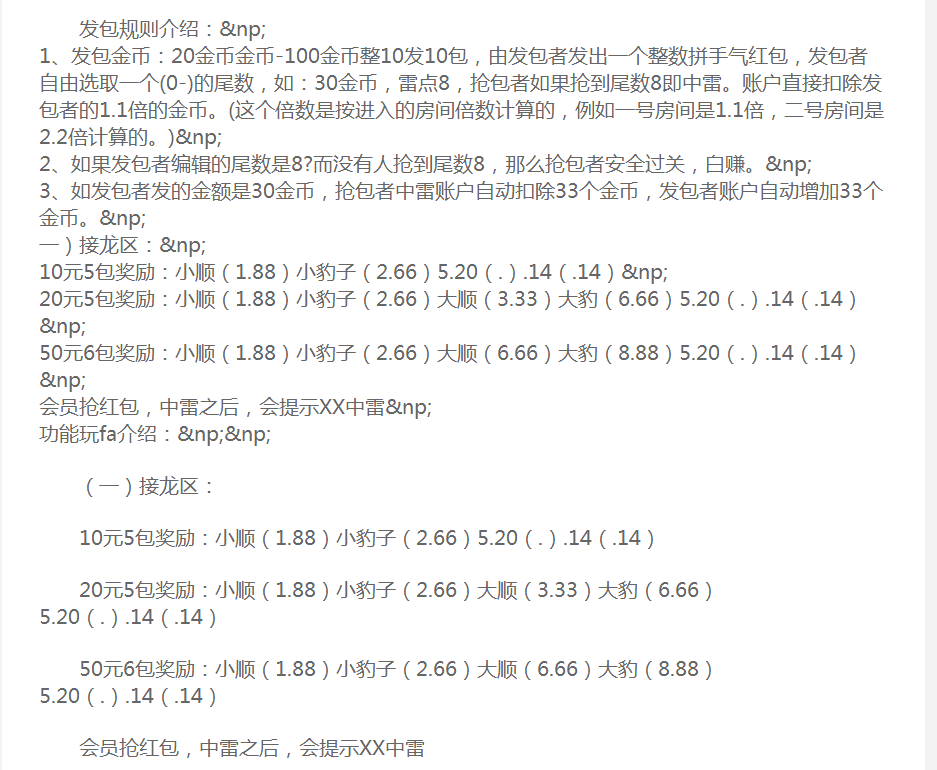 发包规则介绍：&np;
1、发包金币：20金币金币-100金币整10发10包，由发包者发出一个整数拼手气红包，发包者
自由选取一个(0-)的尾数，如：30金币，雷点8，抢包者如果抢到尾数8即中雷。账户直接扣除发
包者的1.1倍的金币。(这个倍数是按进入的房间倍数计算的，例如一号房间是1.1倍，二号房间是
2.2倍计算的。)&np;
2、如果发包者编辑的尾数是8?而没有人抢到尾数8，那么抢包者安全过关，白赚。&np;
3、如发包者发的金额是30金币，抢包者中雷账户自动扣除33个金币，发包者账户自动增加33个
金币。&np;
一）接龙区：&np;
10元5包奖励：小顺（1.88）小豹子（2.66）5.20（.）.14（.14）&np;
20元5包奖励：小顺（1.88）小豹子（2.66）大顺（3.33）大豹（6.66）5.20（.）.14（.14）
&np;
50元6包奖励：小顺（1.88）小豹子（2.66）大顺（6.66）大豹（8.88）5.20（.）.14（.14）
&np;
会员抢红包，中雷之后，会提示XX中雷&np;
功能玩fa介绍：&np;&np;
（一）接龙区：
10元5包奖励：小顺（1.88）小豹子（2.66）5.20（.）.14（.14）
20元5包奖励：小顺（1.88）小豹子（2.66）大顺（3.33）大豹（6.66）
5.20（.）.14（.14）
50元6包奖励：小顺（1.88）小豹子（2.66）大顺（6.66）大豹（8.88）
5.20（.）.14（.14）
会员抢红包，中雷之后，会提示XX中雷